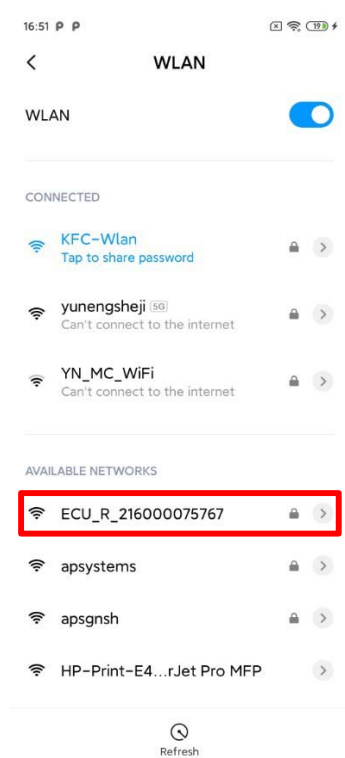 16:51 P P 19
WLAN
WLAN
CONNECTED
KFC-Wlan
Tap to share password
yunengsheji 5G
Can't connect to the internet
YN_MC_WiFi
Can't connect to the internet
AVAILABLE NETWORKS
ECU_R_216000075767
apsystems
apsgnsh
HP-Print-E4...rJet Pro MFP
Refresh